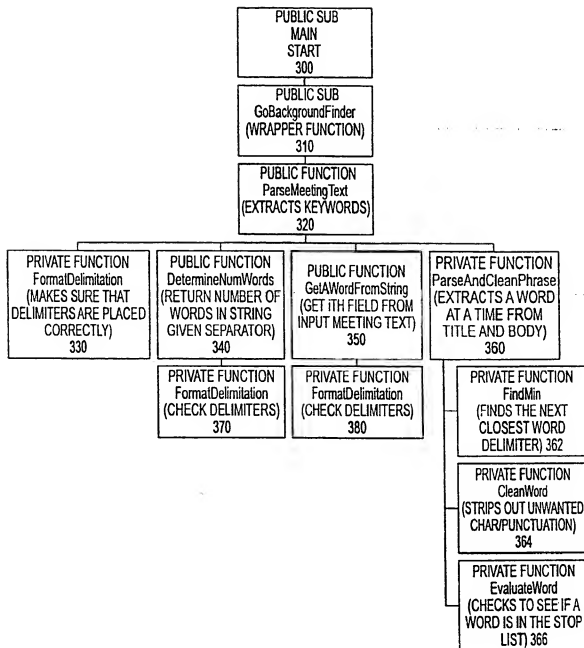 PUBLIC SUB
MAIN
START
300
PUBLIC SUB
GoBackgroundFinder
(WRAPPER FUNCTION)
310
PUBLIC FUNCTION
ParseMeetingText
(EXTRACTS KEYWORDS)
320
PRIVATE FUNCTION
FormatDelimitation
(MAKES SURE THAT
DELIMITERS ARE PLACED
CORRECTLY)
330
PUBLIC FUNCTION
DetermineNumWords
(RETURN NUMBER OF
WORDS IN STRING
GIVEN SEPARATOR)
340
PUBLIC FUNCTION
GetAWordFromString
(GET iTH FIELD FROM
INPUT MEETING TEXT)
350
PRIVATE FUNCTION
ParseAndCleanPhrase
(EXTRACTS A WORD
AT A TIME FROM
TITLE AND BODY)
360
PRIVATE FUNCTION
FormatDelimitation
(CHECK DELIMITERS)
370
PRIVATE FUNCTION
FormatDelimitation
(CHECK DELIMITERS)
380
PRIVATE FUNCTION
FindMin
(FINDS THE NEXT
CLOSEST WORD
DELIMITER) 362
PRIVATE FUNCTION
CleanWord
(STRIPS OUT UNWANTED
CHAR/PUNCTUATION)
364
PRIVATE FUNCTION
EvaluateWord
(CHECKS TO SEE IF A
WORD IS IN THE STOP
LIST) 366